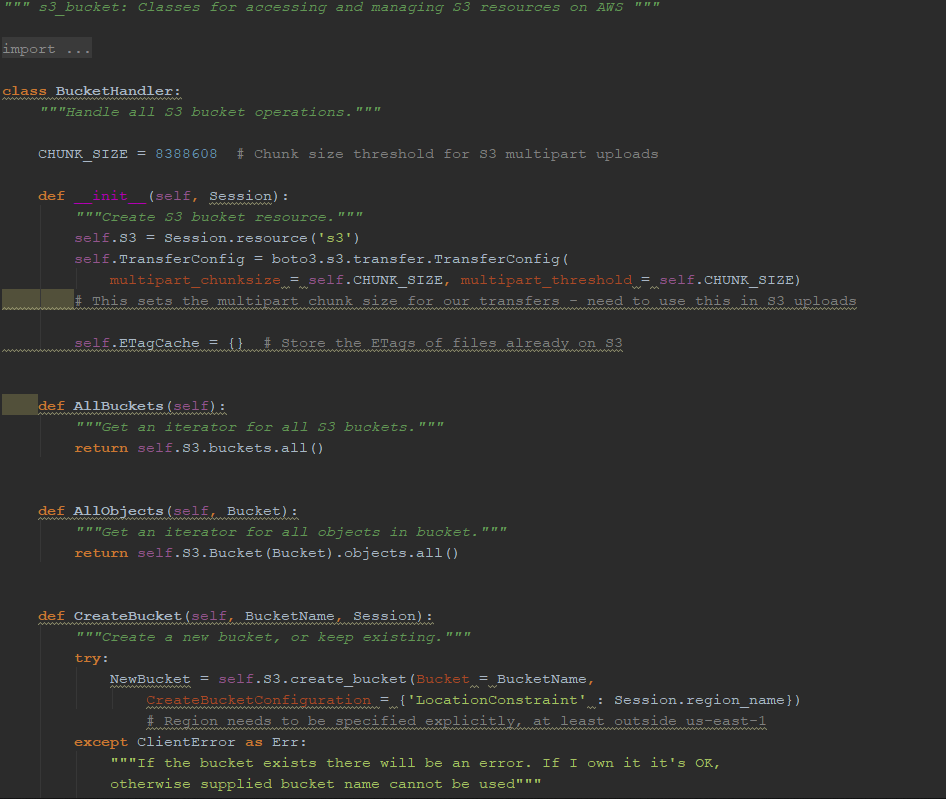 """ s3_bucket: Classes for accessing and managing S3 resources on AWS """
import ...
class BucketHandler:
"""Handle all S3 bucket operations."""
CHUNK_SIZE = 8388608  # Chunk size threshold for S3 multipart uploads
def __init__(self, Session):
"""Create S3 bucket resource."""
self.S3 = Session.resource('s3')
self.TransferConfig = boto3.s3.transfer.TransferConfig(
multipart_chunksize = self.CHUNK_SIZE, multipart_threshold = self.CHUNK_SIZE)
# This sets the multipart chunk size for our transfers - need to use this in S3 uploads
self.ETagCache = {}  # Store the ETags of files already on S3
def AllBuckets(self):
"""Get an iterator for all S3 buckets."""
return self.S3.buckets.all()
def AllObjects(self, Bucket):
"""Get an iterator for all objects in bucket."""
return self.S3.Bucket(Bucket).objects.all()
def CreateBucket(self, BucketName, Session):
"""Create a new bucket, or keep existing."""
try:
NewBucket = self.S3.create_bucket(Bucket = BucketName,
CreateBucketConfiguration = {'LocationConstraint' : Session.region_name})
# Region needs to be specified explicitly, at least outside us-east-1
except ClientError as Err:
"""If the bucket exists there will be an error. If I own it it's OK,
otherwise supplied bucket name cannot be used"""